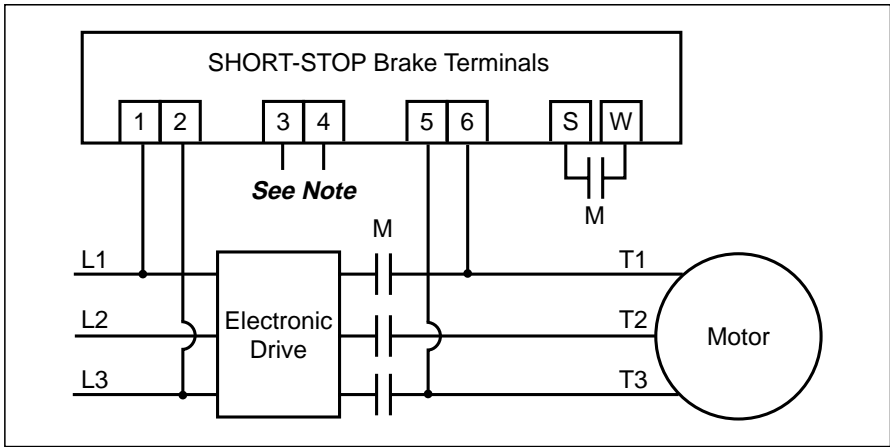 SHORT-STOP Brake Terminals
1 2 3 4 5 6 S W
See Note
M
M
L1 T1
L2 Electronic Drive T2 Motor
L3 T3